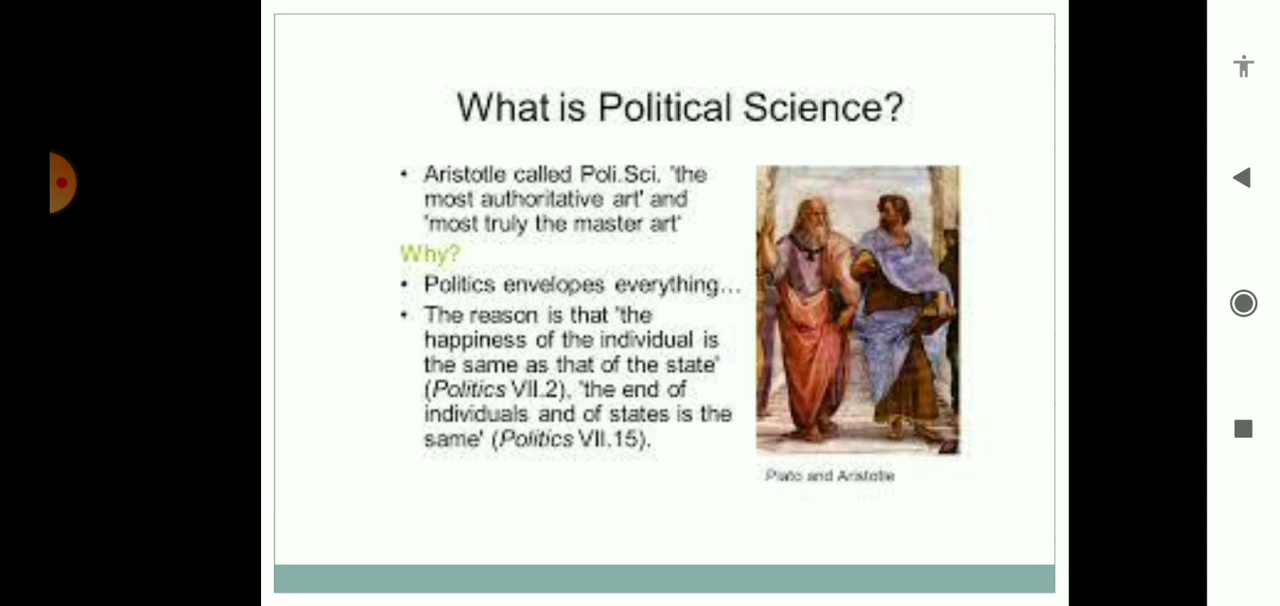 What is Political Science?
• Aristotle called Poli.Sci. 'the
most authoritative art' and
'most truly the master art'
Why?
• Politics envelopes everything…
• The reason is that 'the
happiness of the individual is
the same as that of the state'
(Politics VII.2), 'the end of
individuals and of states is the
same' (Politics VII.15).
Plato and Aristotle